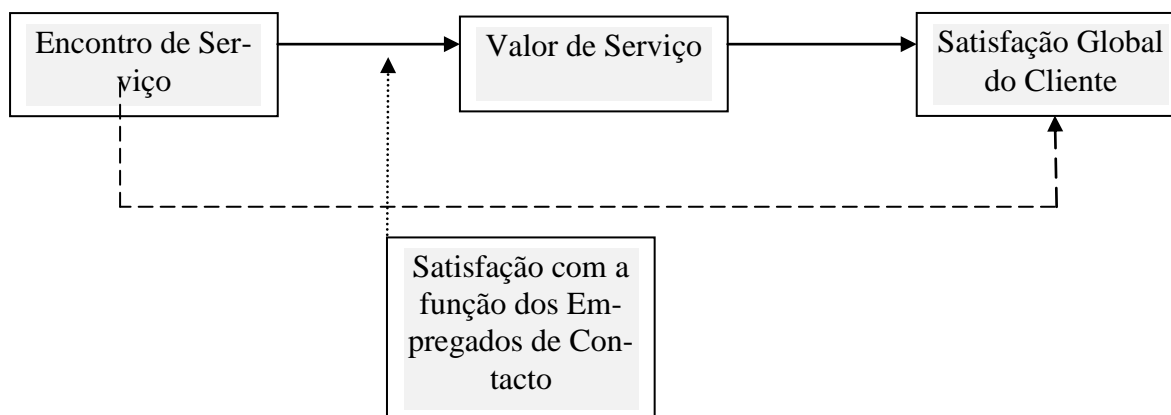 Encontro de Ser-
viço
Valor de Serviço
Satisfação Global
do Cliente
Satisfação com a
função dos Em-
pregados de Con-
tacto